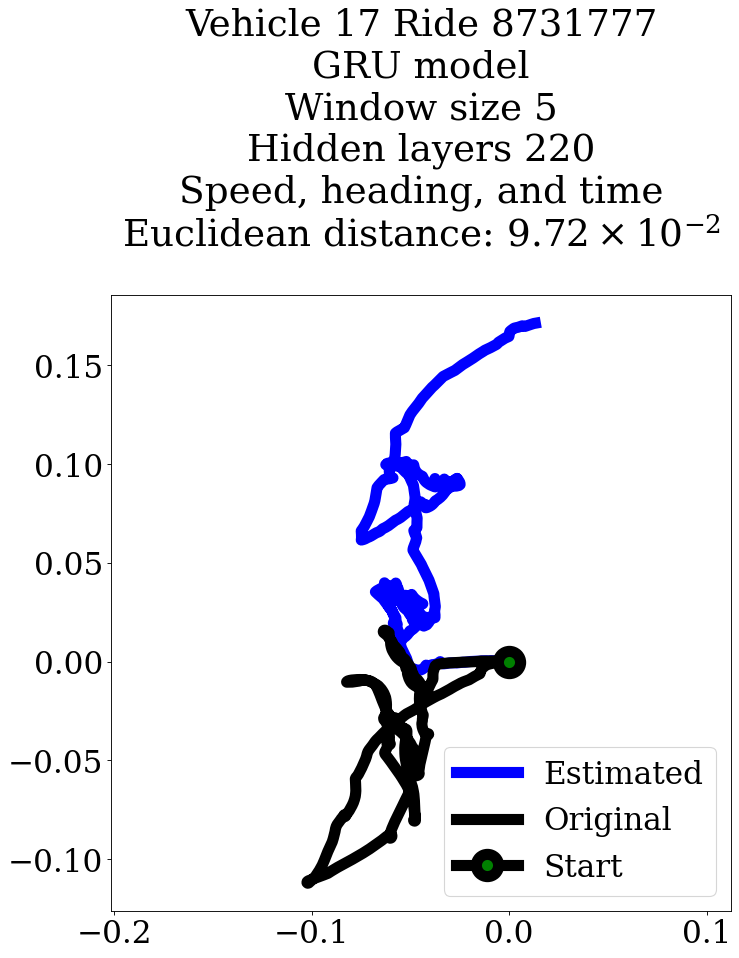 Vehicle 17 Ride 8731777
GRU model
Window size 5
Hidden layers 220
Speed, heading, and time
Euclidean distance: 9.72 × 10⁻²
0.15
0.10
0.05
0.00
−0.05
−0.10
−0.2
−0.1
0.0
0.1
Estimated
Original
Start